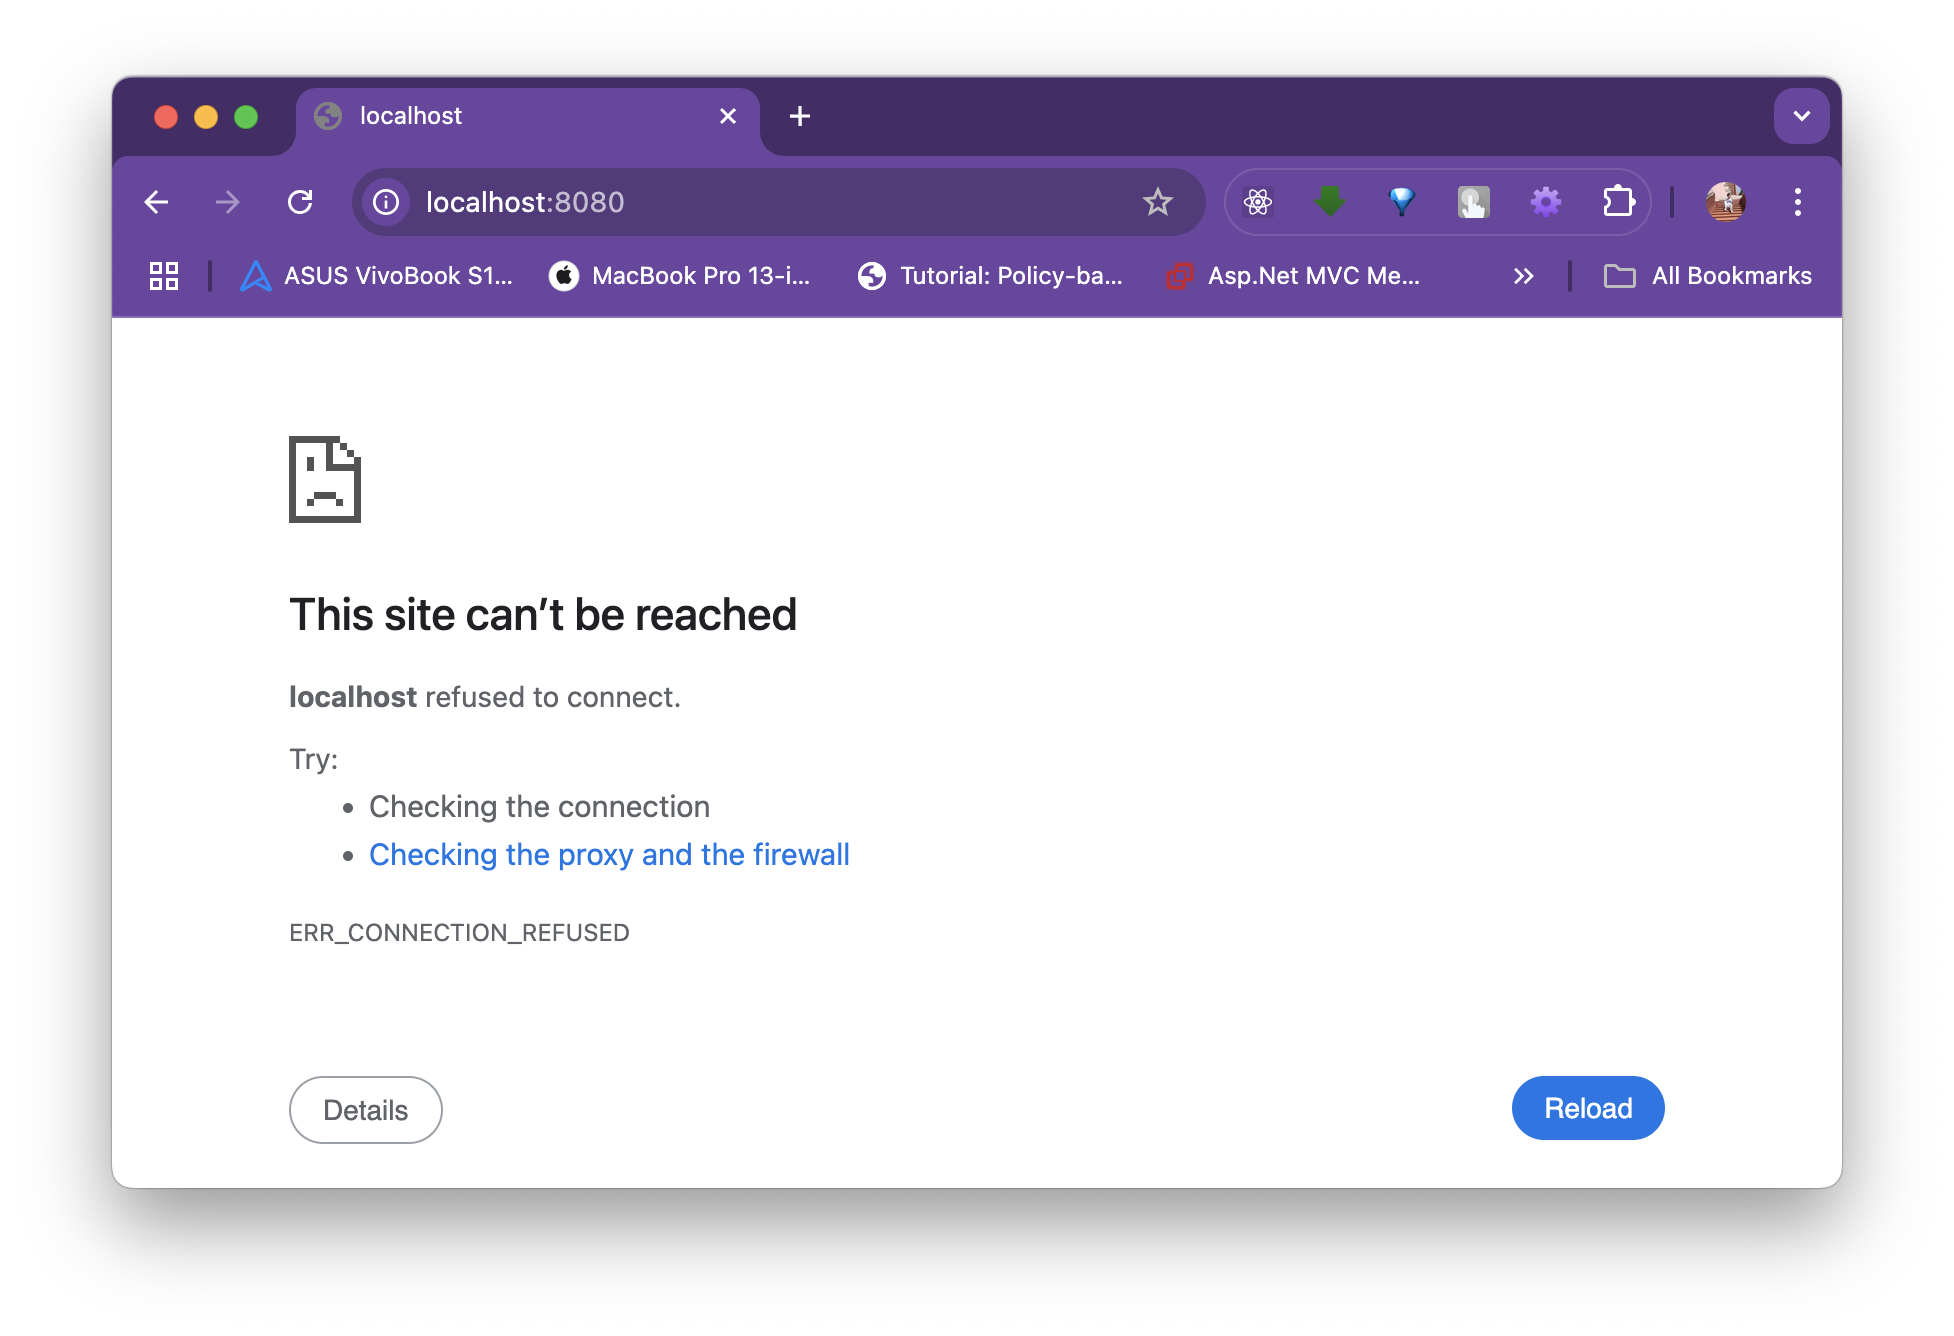 localhost
localhost:8080
ASUS VivoBook S1...
MacBook Pro 13-i...
Tutorial: Policy-ba...
Asp.Net MVC Me...
All Bookmarks
This site can’t be reached
localhost refused to connect.
Try:
Checking the connection
Checking the proxy and the firewall
ERR_CONNECTION_REFUSED
Details
Reload